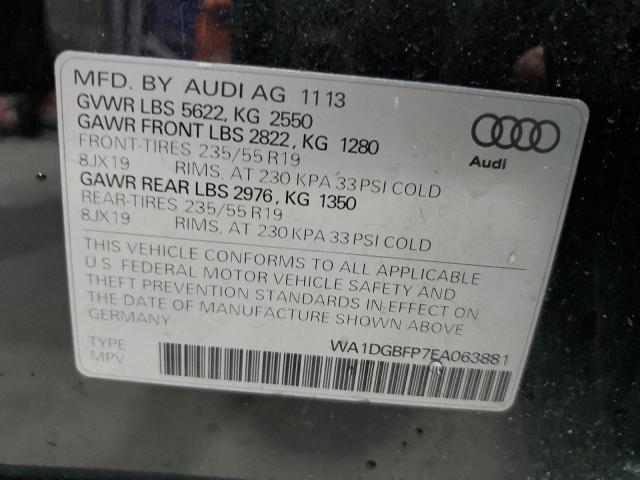 MFD. BY AUDI AG 11 13
GVWR LBS 5622, KG 2550
GAWR FRONT LBS 2822, KG 1280
FRONT-TIRES 235/55 R19
8JX19 RIMS, AT 230 KPA 33 PSI COLD
GAWR REAR LBS 2976, KG 1350
REAR-TIRES 235/55 R19
8JX19 RIMS, AT 230 KPA 33 PSI COLD
Audi
THIS VEHICLE CONFORMS TO ALL APPLICABLE
U.S. FEDERAL MOTOR VEHICLE SAFETY AND
THEFT PREVENTION STANDARDS IN EFFECT ON
THE DATE OF MANUFACTURE SHOWN ABOVE
GERMANY
TYPE WA1DGBFP7EA063881
MPV